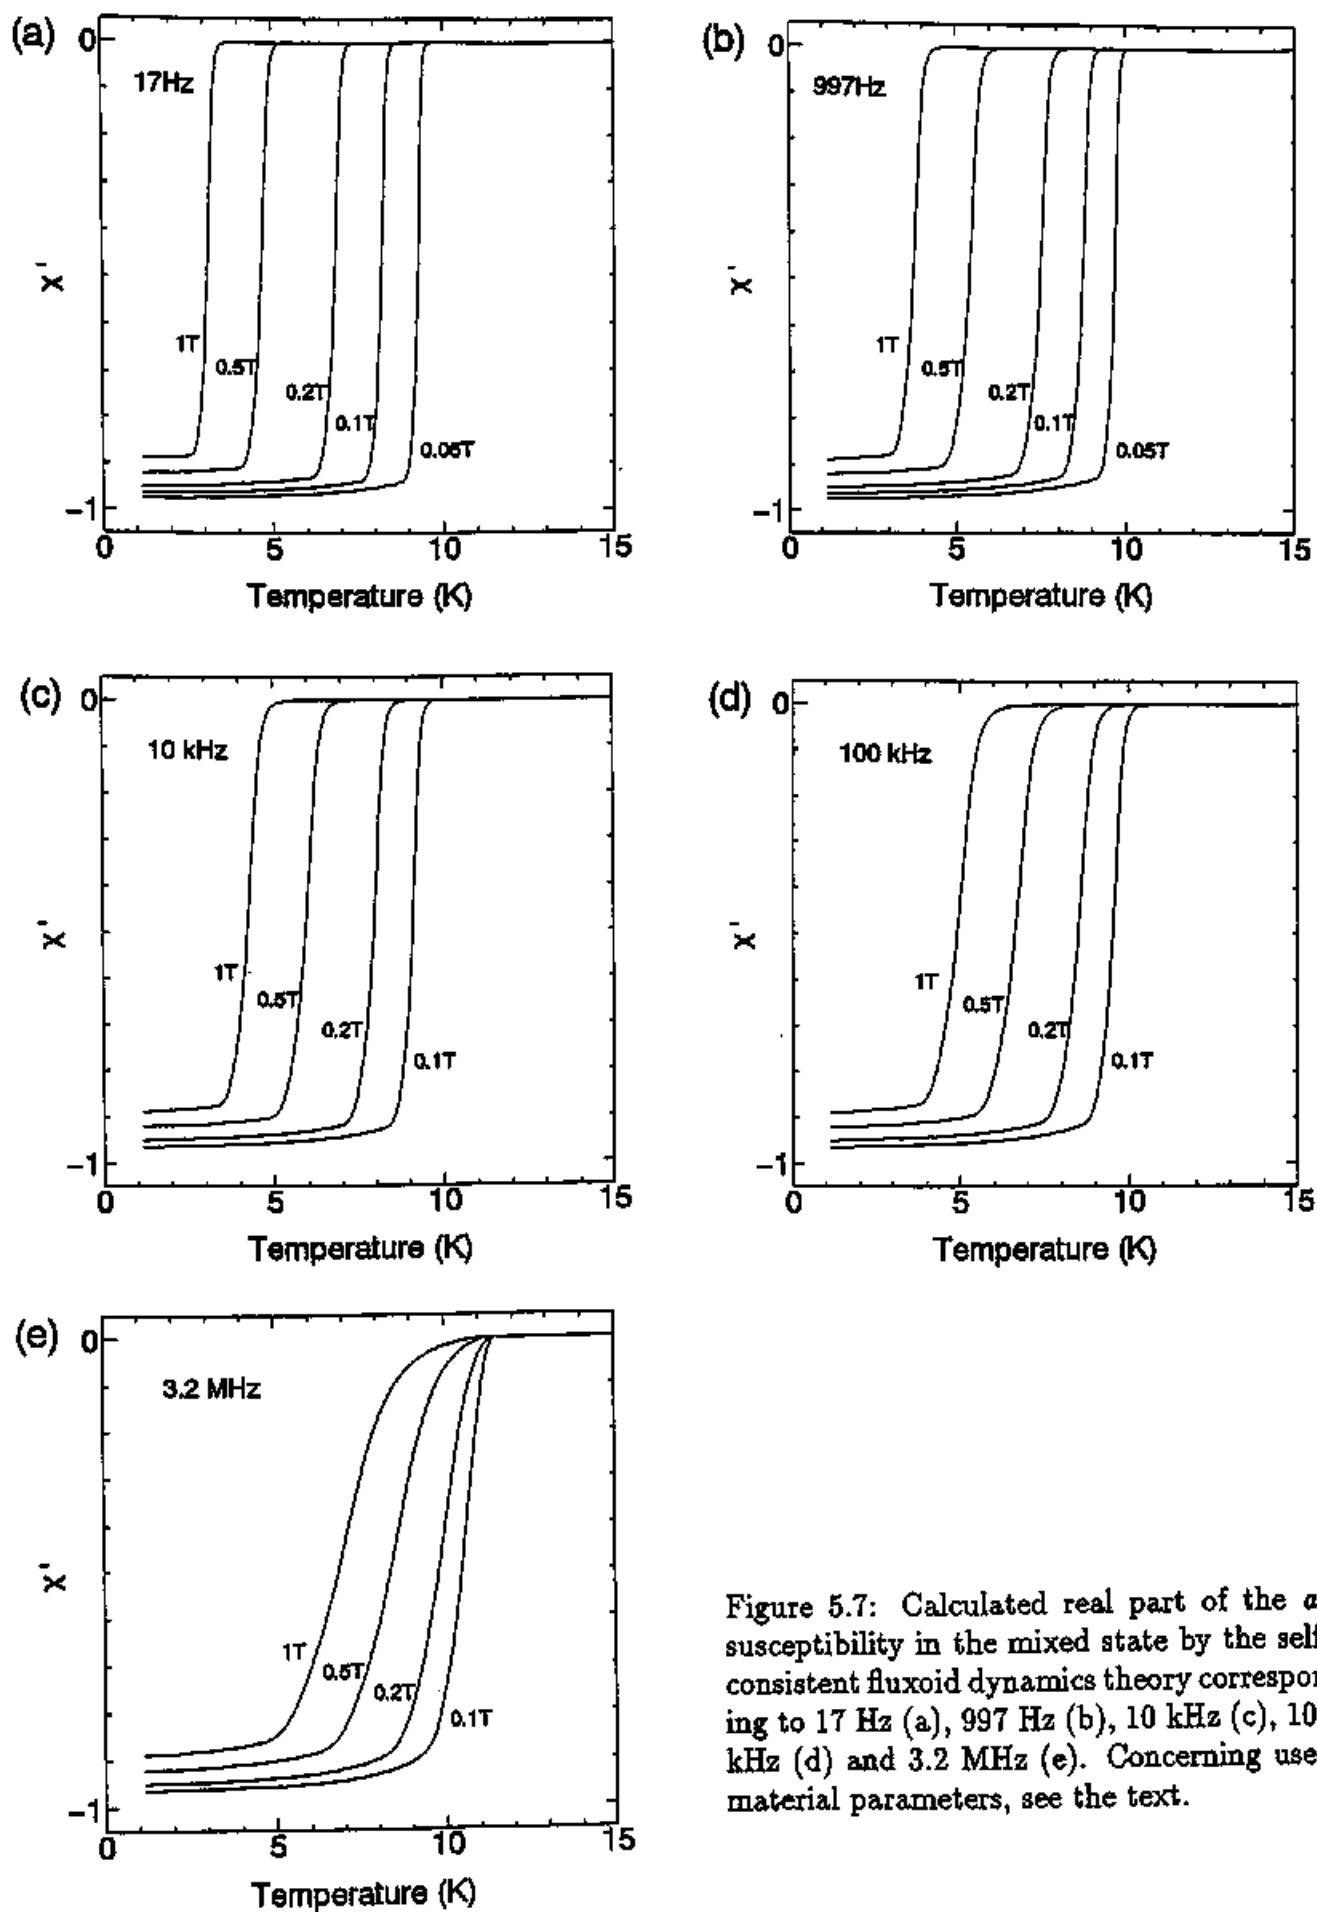 (a)
0
17Hz
χ'
1T
0.5T
0.2T
0.1T
0.05T
−1
0 5 10 15
Temperature (K)
(b)
0
997Hz
χ'
1T
0.5T
0.2T
0.1T
0.05T
−1
0 5 10 15
Temperature (K)
(c)
0
10 kHz
χ'
1T
0.5T
0.2T
0.1T
−1
0 5 10 15
Temperature (K)
(d)
0
100 kHz
χ'
1T
0.5T
0.2T
0.1T
−1
0 5 10 15
Temperature (K)
(e)
0
3.2 MHz
χ'
1T
0.5T
0.2T
0.1T
−1
0 5 10 15
Temperature (K)
Figure 5.7: Calculated real part of the a
susceptibility in the mixed state by the self
consistent fluxoid dynamics theory correspon
ing to 17 Hz (a), 997 Hz (b), 10 kHz (c), 10
kHz (d) and 3.2 MHz (e). Concerning use
material parameters, see the text.